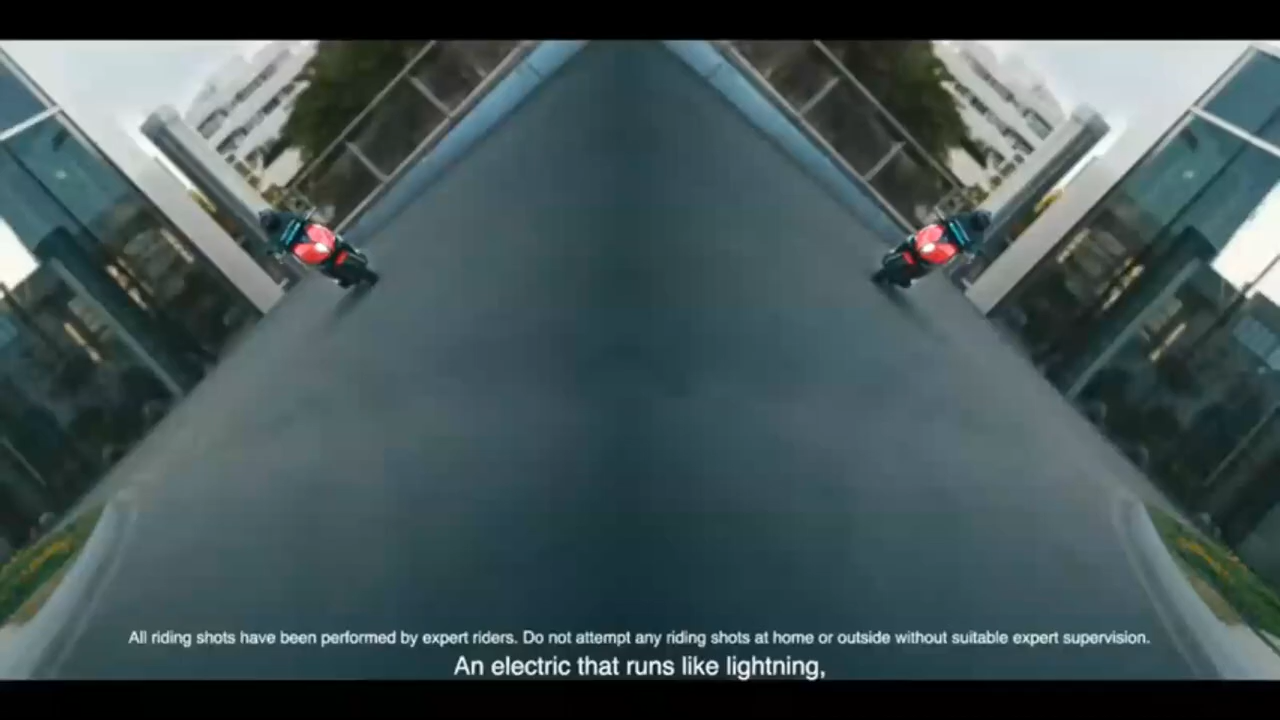 All riding shots have been performed by expert riders. Do not attempt any riding shots at home or outside without suitable expert supervision.
An electric that runs like lightning,